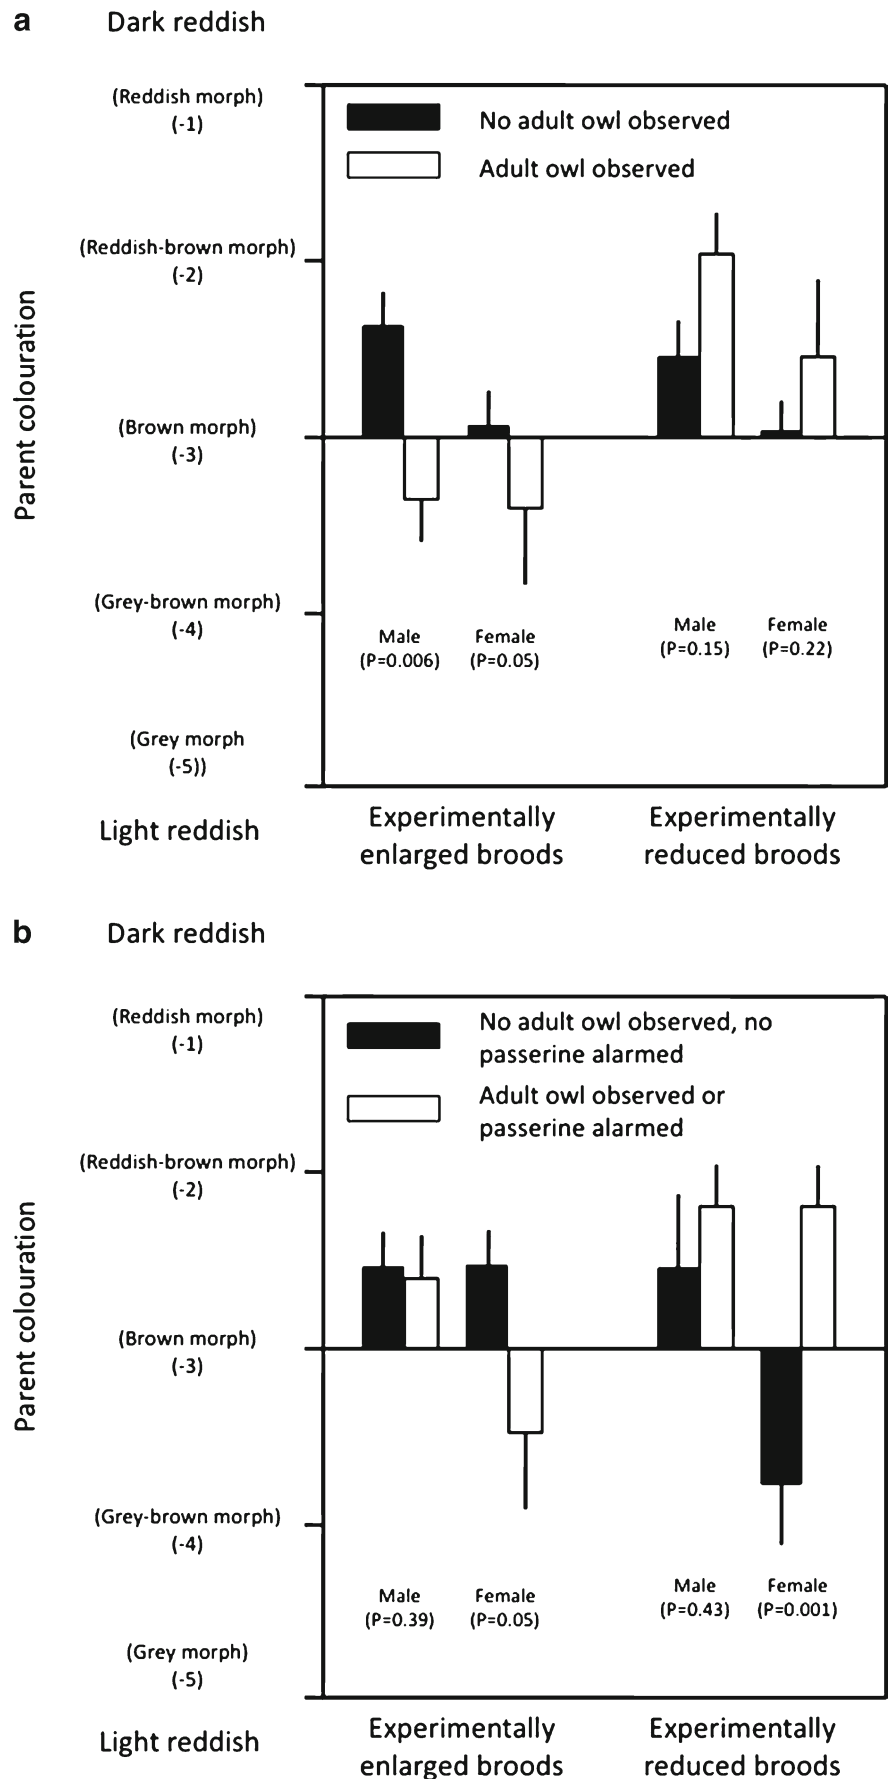 a
Dark reddish
(Reddish morph)
(-1)
No adult owl observed
Adult owl observed
(Reddish-brown morph)
(-2)
Parent colouration
(Brown morph)
(-3)
(Grey-brown morph)
(-4)
Male
(P=0.006)
Female
(P=0.05)
Male
(P=0.15)
Female
(P=0.22)
(Grey morph
(-5))
Light reddish
Experimentally
enlarged broods
Experimentally
reduced broods
b
Dark reddish
(Reddish morph)
(-1)
No adult owl observed, no
passerine alarmed
Adult owl observed or
passerine alarmed
(Reddish-brown morph)
(-2)
Parent colouration
(Brown morph)
(-3)
(Grey-brown morph)
(-4)
Male
(P=0.39)
Female
(P=0.05)
Male
(P=0.43)
Female
(P=0.001)
(Grey morph)
(-5)
Light reddish
Experimentally
enlarged broods
Experimentally
reduced broods